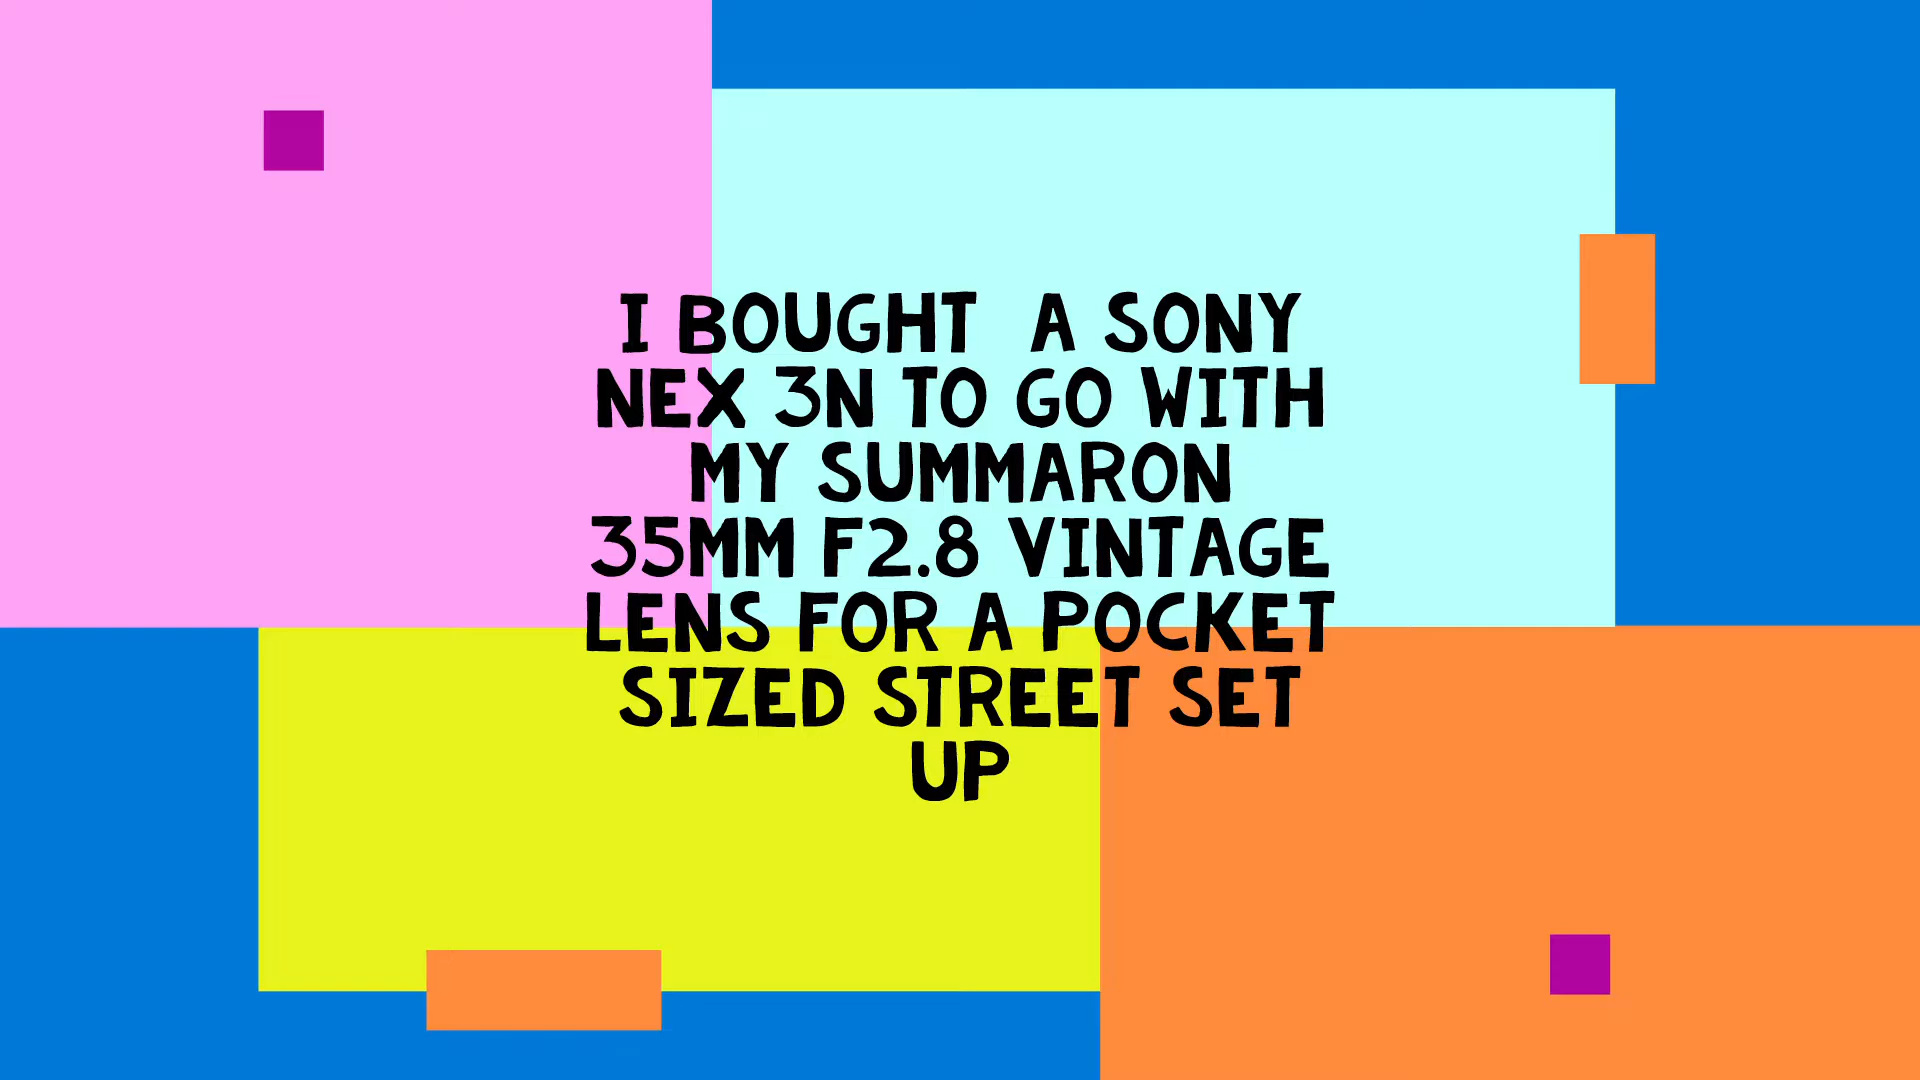 I BOUGHT  A SONY
NEX 3N TO GO WITH
MY SUMMARON
35MM F2.8 VINTAGE
LENS FOR A POCKET
SIZED STREET SET
UP